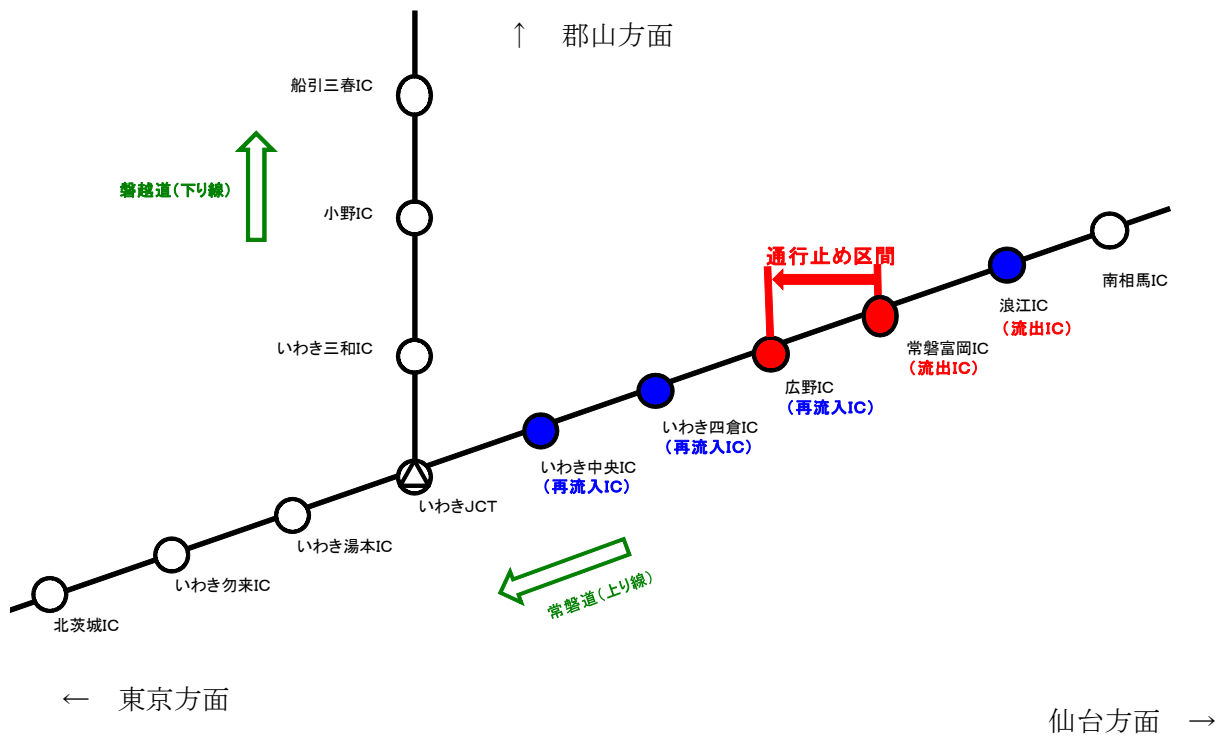 ↑ 郡山方面
船引三春IC
磐越道(下り線)
小野IC
通行止め区間
南相馬IC
浪江IC
(流出IC)
いわき三和IC
常磐富岡IC
(流出IC)
広野IC
(再流入IC)
いわき四倉IC
(再流入IC)
いわき中央IC
(再流入IC)
いわきJCT
いわき湯本IC
常磐道(上り線)
いわき勿来IC
北茨城IC
← 東京方面
仙台方面 →